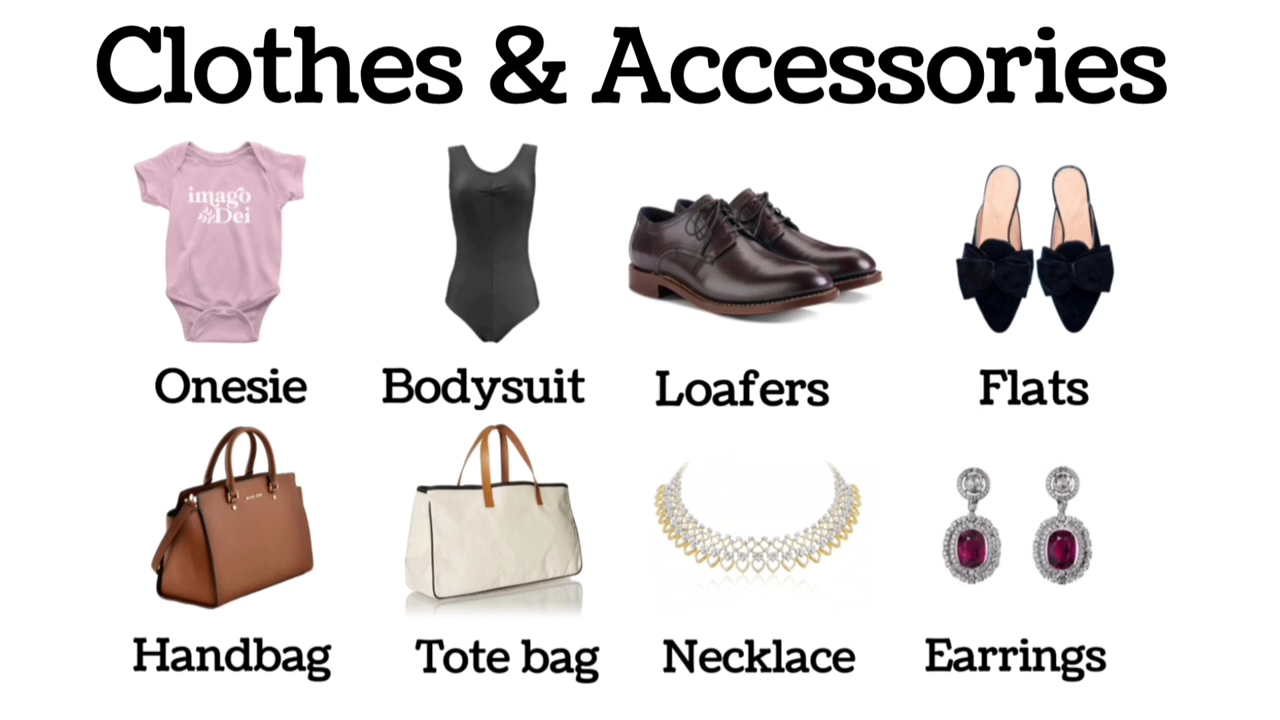 Clothes & Accessories
imago
Dei
Onesie
Bodysuit
Loafers
Flats
Handbag
Tote bag
Necklace
Earrings